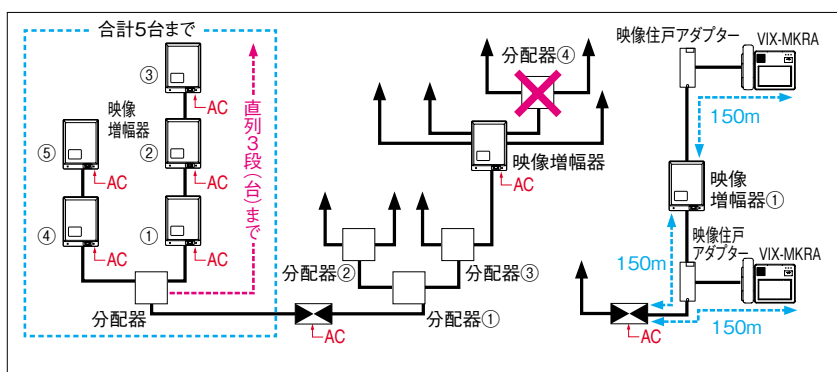 合計5台まで
③
AC
映像
増幅器
⑤
②
AC
AC
直列3段(台)まで
④
①
AC
AC
分配器
AC
分配器④
映像増幅器
AC
分配器②
分配器③
分配器①
映像住戸アダプター
VIX-MKRA
150m
映像
増幅器①
映像住戸
アダプター
VIX-MKRA
150m
AC
150m